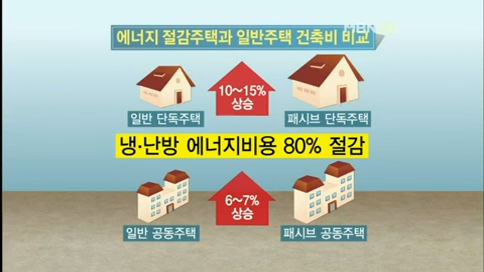 에너지 절감주택과 일반주택 건축비 비교
MBN
10~15%
상승
일반 단독주택
패시브 단독주택
냉·난방 에너지비용 80% 절감
6~7%
상승
일반 공동주택
패시브 공동주택